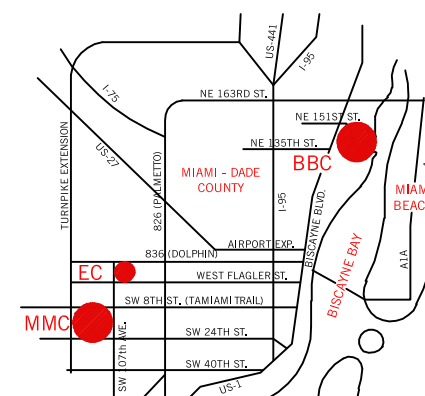 US-441
I-95
I-75
NE 163RD ST.
NE 151ST ST.
NE 135TH ST.
BBC
US-27
TURNPIKE EXTENSION
826 (PALMETTO)
MIAMI - DADE
COUNTY
I-95
BISCAYNE BLVD.
MIAM
BEAC
AIRPORT EXP.
836 (DOLPHIN)
BISCAYNE BAY
A1A
EC
WEST FLAGLER ST.
SW 8TH ST. (TAMIAMI TRAIL)
MMC
SW 107th AVE.
SW 24TH ST.
SW 40TH ST.
US-1